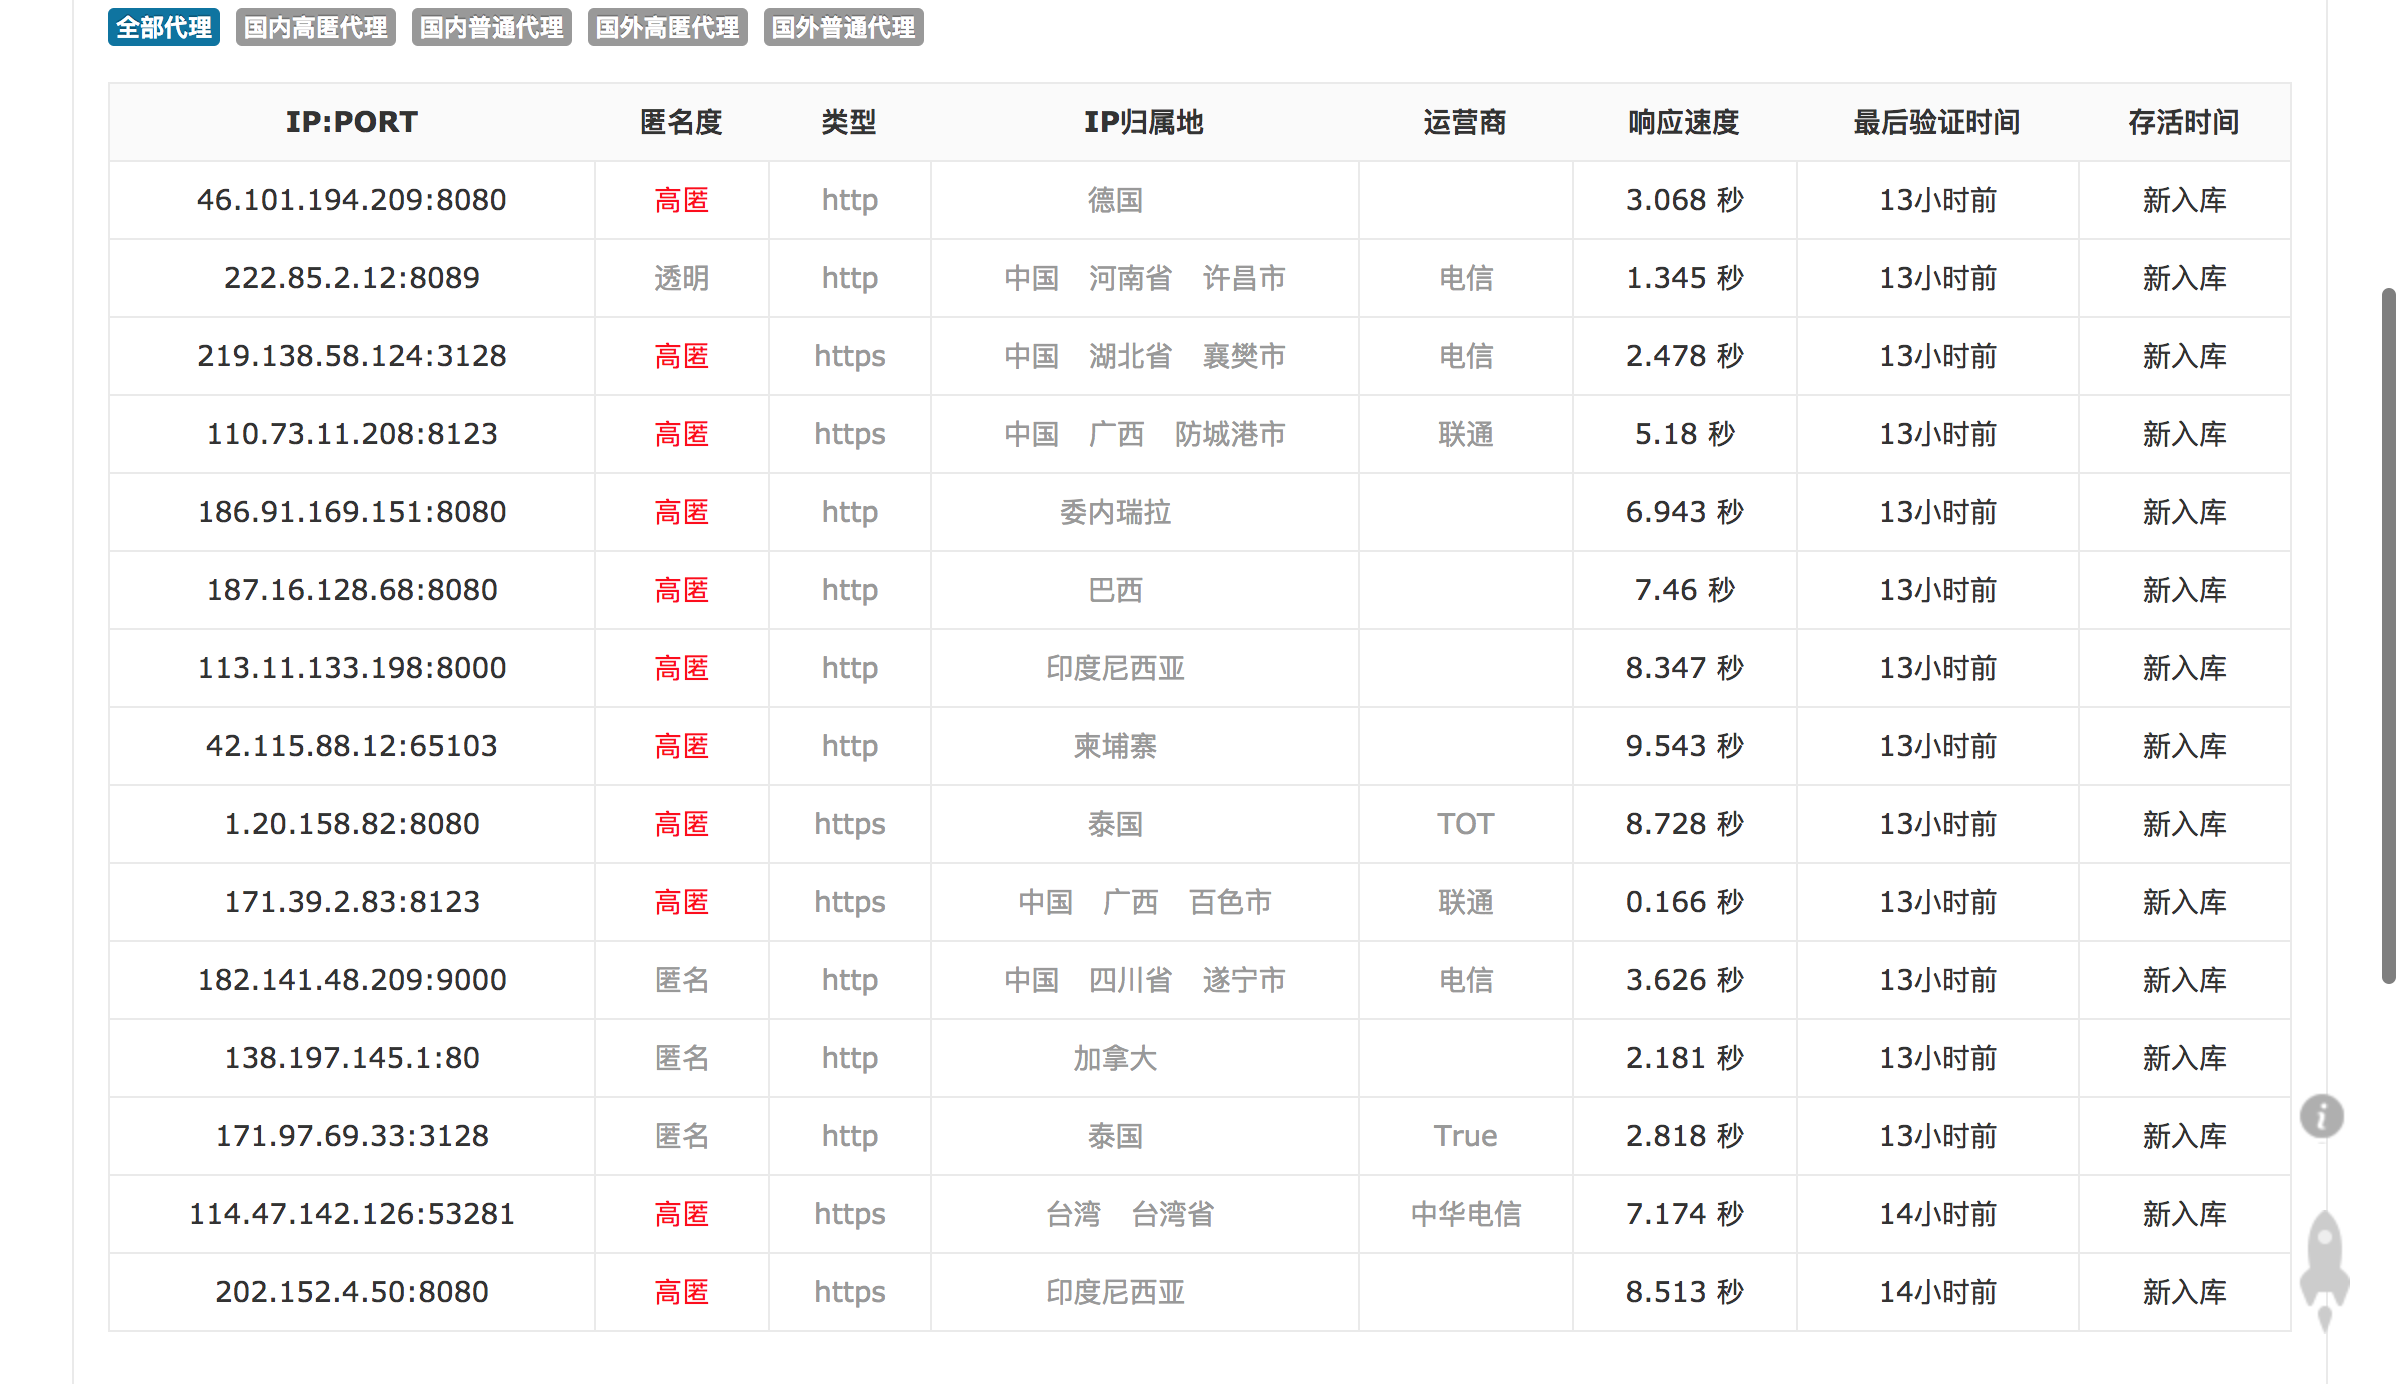 全部代理 国内高匿代理 国内普通代理 国外高匿代理 国外普通代理
IP:PORT 匿名度 类型 IP归属地 运营商 响应速度 最后验证时间 存活时间
46.101.194.209:8080 高匿 http 德国 3.068 秒 13小时前 新入库
222.85.2.12:8089 透明 http 中国 河南省 许昌市 电信 1.345 秒 13小时前 新入库
219.138.58.124:3128 高匿 https 中国 湖北省 襄樊市 电信 2.478 秒 13小时前 新入库
110.73.11.208:8123 高匿 https 中国 广西 防城港市 联通 5.18 秒 13小时前 新入库
186.91.169.151:8080 高匿 http 委内瑞拉 6.943 秒 13小时前 新入库
187.16.128.68:8080 高匿 http 巴西 7.46 秒 13小时前 新入库
113.11.133.198:8000 高匿 http 印度尼西亚 8.347 秒 13小时前 新入库
42.115.88.12:65103 高匿 http 柬埔寨 9.543 秒 13小时前 新入库
1.20.158.82:8080 高匿 https 泰国 TOT 8.728 秒 13小时前 新入库
171.39.2.83:8123 高匿 https 中国 广西 百色市 联通 0.166 秒 13小时前 新入库
182.141.48.209:9000 匿名 http 中国 四川省 遂宁市 电信 3.626 秒 13小时前 新入库
138.197.145.1:80 匿名 http 加拿大 2.181 秒 13小时前 新入库
171.97.69.33:3128 匿名 http 泰国 True 2.818 秒 13小时前 新入库
114.47.142.126:53281 高匿 https 台湾 台湾省 中华电信 7.174 秒 14小时前 新入库
202.152.4.50:8080 高匿 https 印度尼西亚 8.513 秒 14小时前 新入库